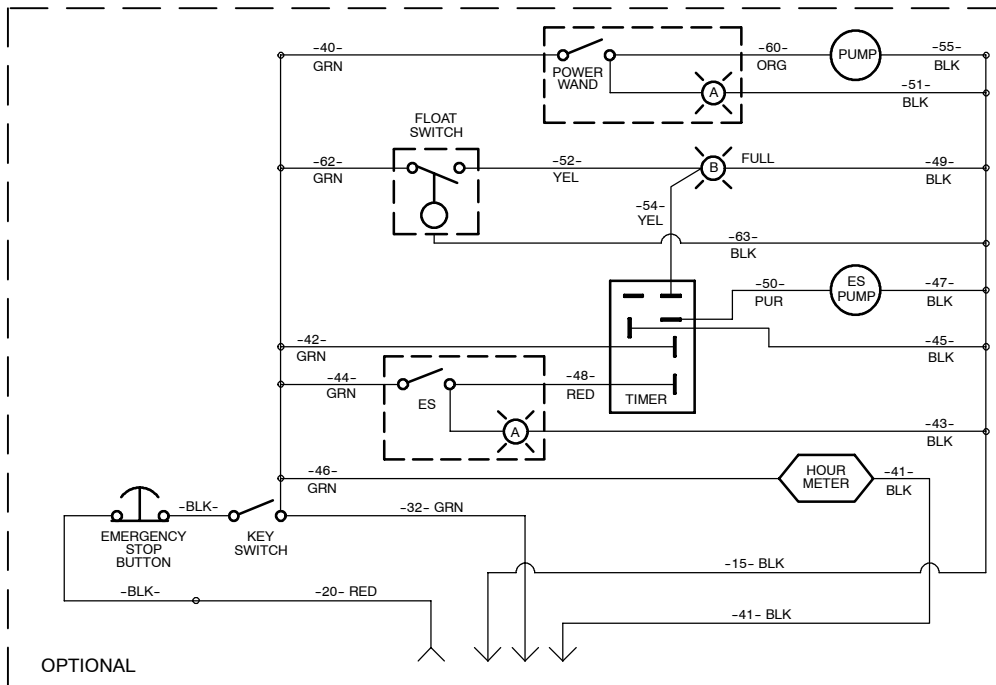 -40-
GRN
POWER
WAND
A
-60-
ORG
PUMP
-55-
BLK
-51-
BLK
FLOAT
SWITCH
-62-
GRN
-52-
YEL
B
FULL
-49-
BLK
-54-
YEL
-63-
BLK
-50-
PUR
ES
PUMP
-47-
BLK
-42-
GRN
-45-
BLK
-44-
GRN
ES
-48-
RED
TIMER
A
-43-
BLK
-46-
GRN
HOUR
METER
-41-
BLK
-BLK-
-32- GRN
EMERGENCY
STOP
BUTTON
KEY
SWITCH
-15- BLK
-BLK-
-20- RED
-41- BLK
OPTIONAL